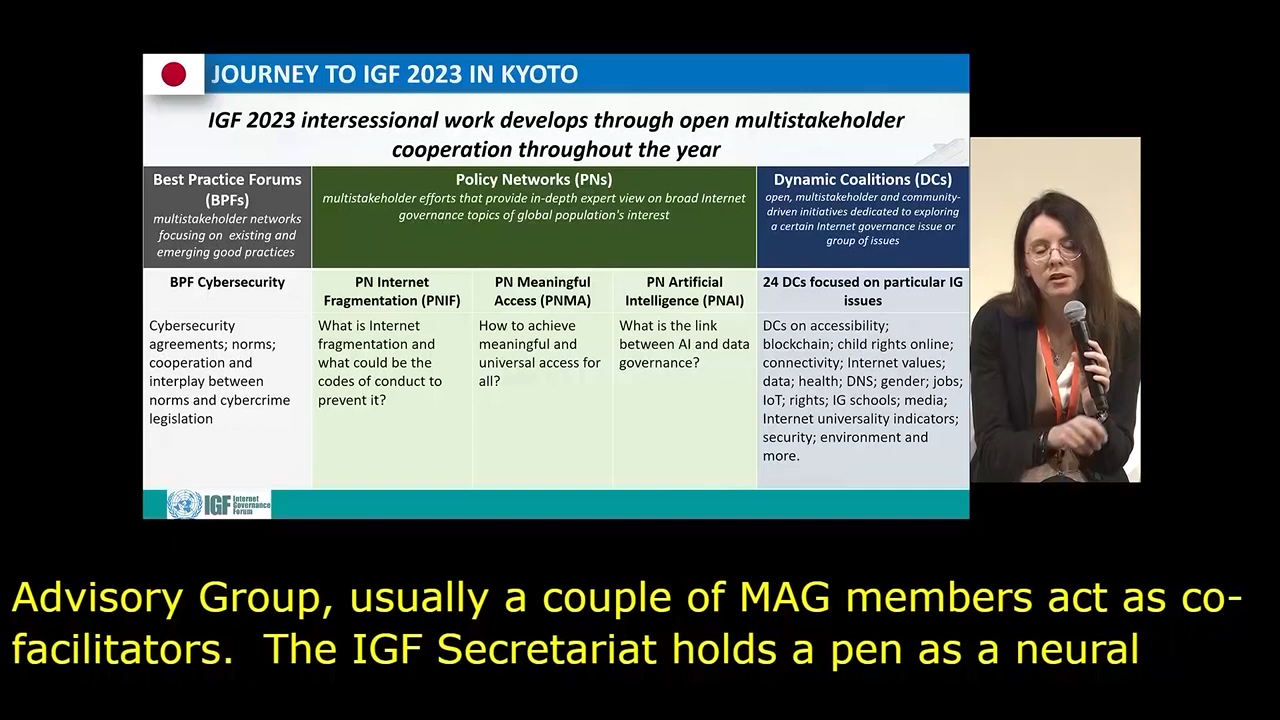 JOURNEY TO IGF 2023 IN KYOTO
IGF 2023 intersessional work develops through open multistakeholder
cooperation throughout the year
Best Practice Forums
(BPFs)
multistakeholder networks
focusing on existing and
emerging good practices
Policy Networks (PNs)
multistakeholder efforts that provide in-depth expert view on broad Internet
governance topics of global population's interest
Dynamic Coalitions (DCs)
open, multistakeholder and community-
driven initiatives dedicated to exploring
a certain Internet governance issue or
group of issues
BPF Cybersecurity
PN Internet
Fragmentation (PNIF)
PN Meaningful
Access (PNMA)
PN Artificial
Intelligence (PNAI)
24 DCs focused on particular IG
issues
Cybersecurity
agreements; norms;
cooperation and
interplay between
norms and cybercrime
legislation
What is Internet
fragmentation and
what could be the
codes of conduct to
prevent it?
How to achieve
meaningful and
universal access for
all?
What is the link
between AI and data
governance?
DCs on accessibility;
blockchain; child rights online;
connectivity; Internet values;
data; health; DNS; gender; jobs;
IoT; rights; IG schools; media;
Internet universality indicators;
security; environment and
more.
IGF
Internet
Governance
Forum
Advisory Group, usually a couple of MAG members act as co-
facilitators.  The IGF Secretariat holds a pen as a neural